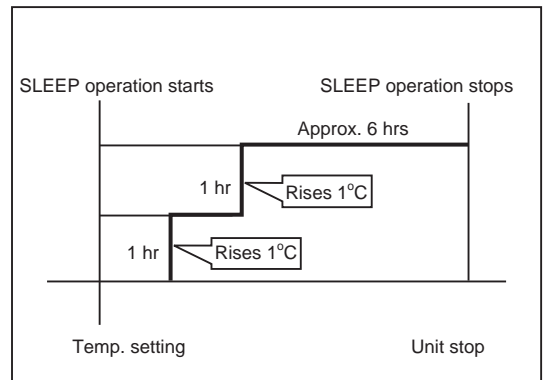 SLEEP operation starts SLEEP operation stops
Approx. 6 hrs
1 hr Rises 1°C
1 hr Rises 1°C
Temp. setting Unit stop